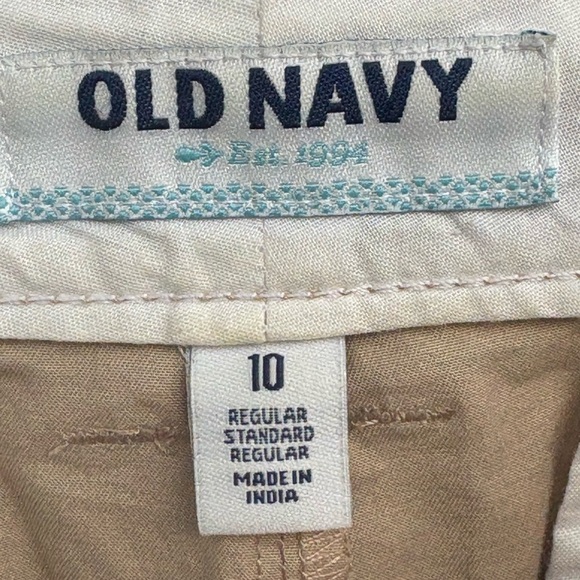 OLD NAVY
Est. 1994
10
REGULAR
STANDARD
REGULAR
MADE IN
INDIA